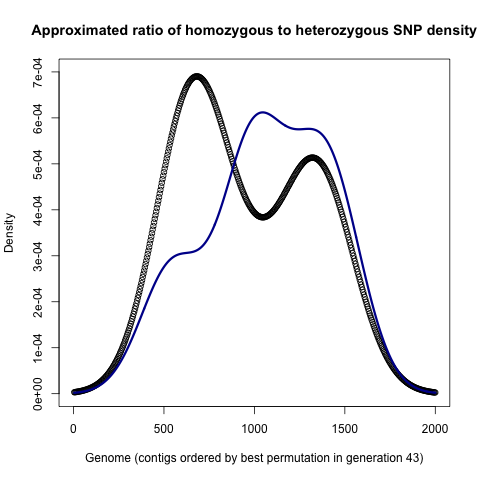 Approximated ratio of homozygous to heterozygous SNP density
7e-04
6e-04
5e-04
4e-04
3e-04
2e-04
1e-04
0e+00
Density
0 500 1000 1500 2000
Genome (contigs ordered by best permutation in generation 43)